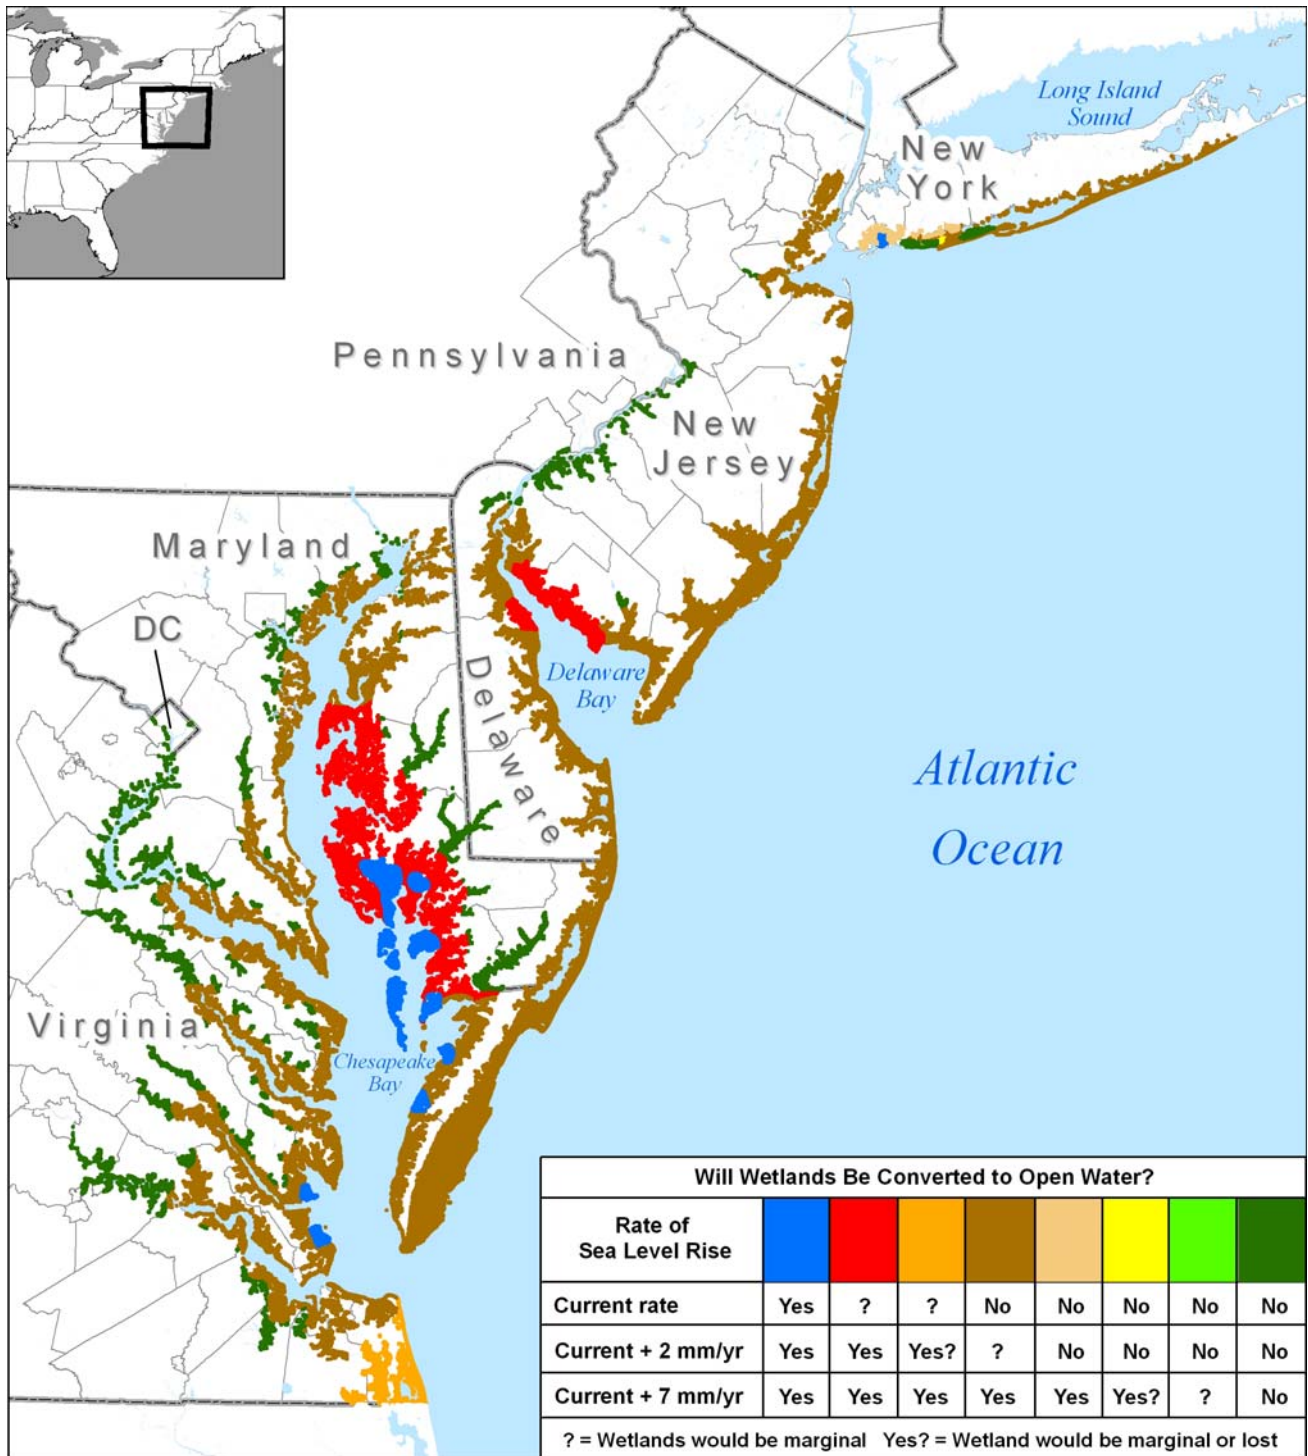 Long Island
Sound
New
York
Pennsylvania
New
Jersey
Maryland
DC
Delaware
Delaware
Bay
Atlantic
Ocean
Virginia
Chesapeake
Bay
Will Wetlands Be Converted to Open Water?
Rate of
Sea Level Rise
Current rate Yes ? ? No No No No No
Current + 2 mm/yr Yes Yes Yes? ? No No No No
Current + 7 mm/yr Yes Yes Yes Yes Yes Yes? ? No
? = Wetlands would be marginal Yes? = Wetland would be marginal or lost